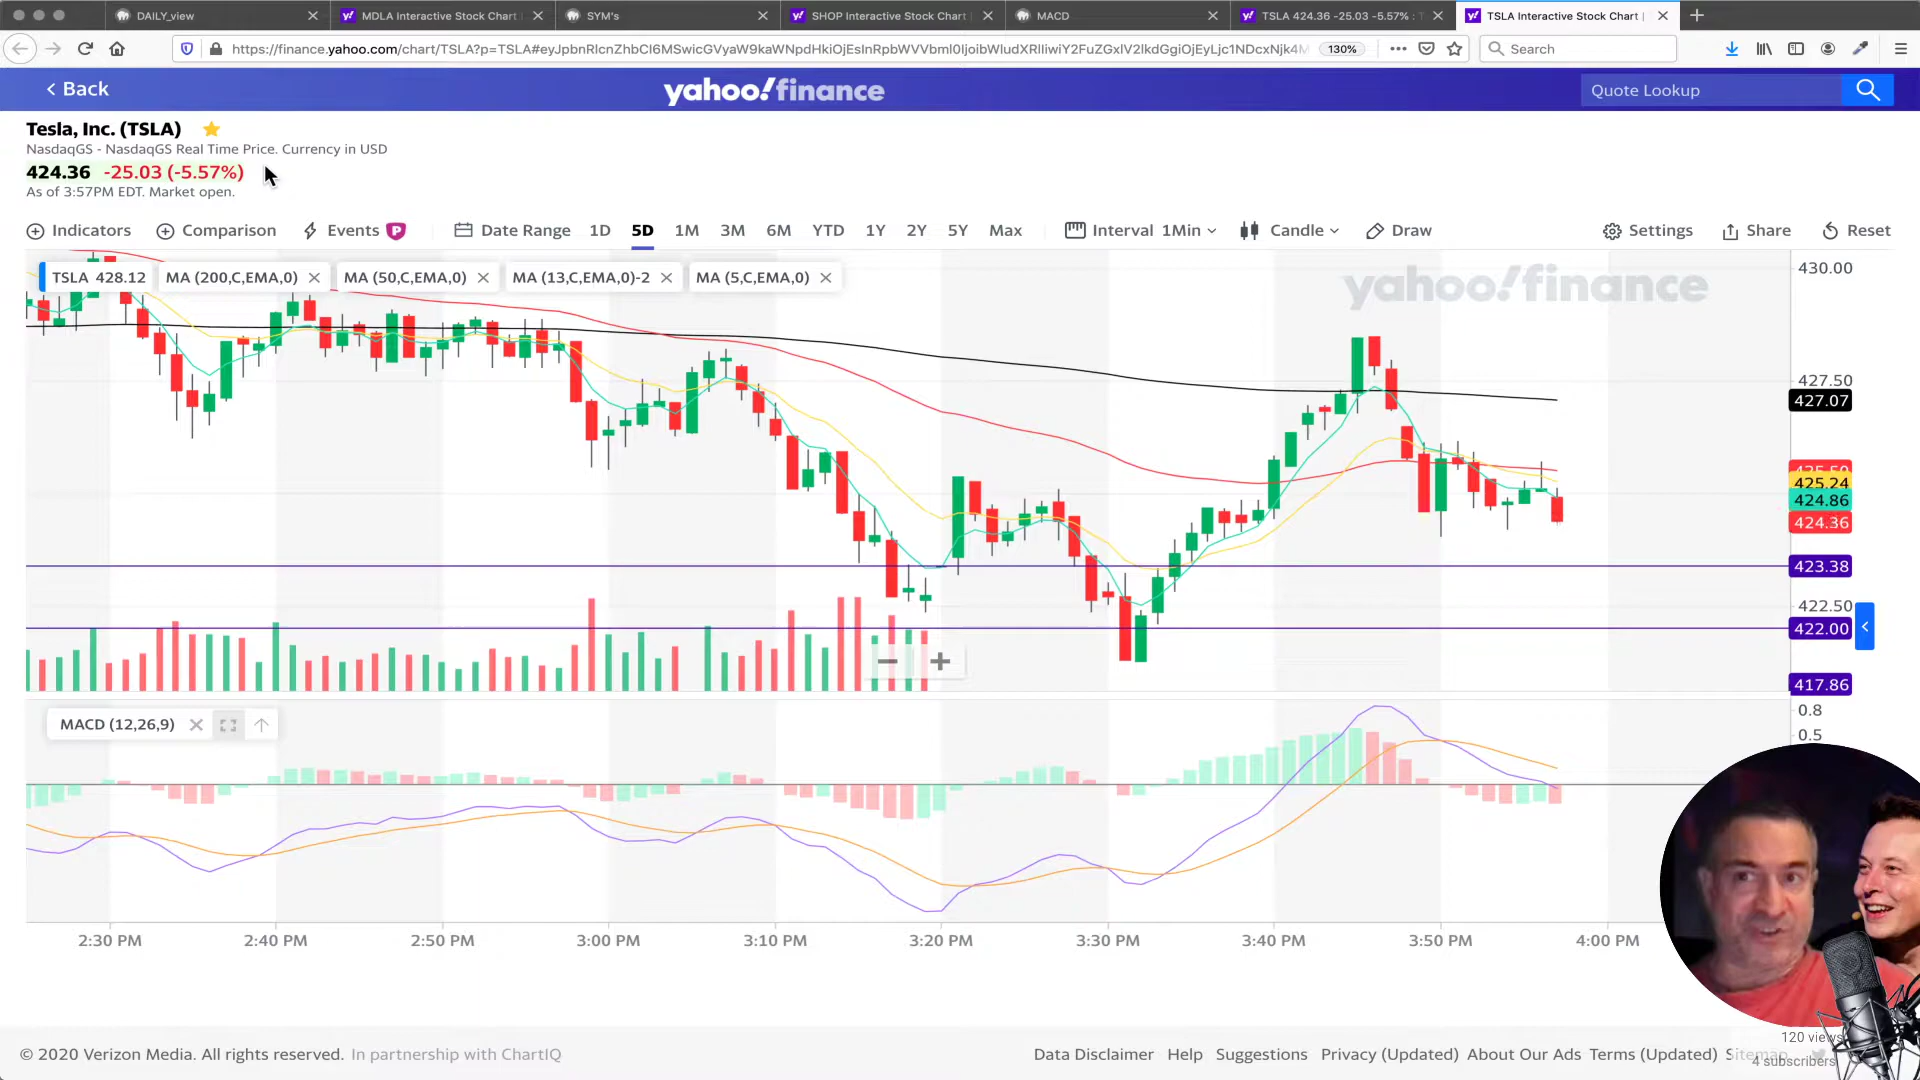 DAILY_view
MDLA Interactive Stock Chart
SYM's
SHOP Interactive Stock Chart
MACD
TSLA 424.36 -25.03 -5.57% : T
TSLA Interactive Stock Chart |
130%
Search
< Back
yahoo!finance
Quote Lookup
Tesla, Inc. (TSLA)
NasdaqGS - NasdaqGS Real Time Price. Currency in USD
424.36 -25.03 (-5.57%)
As of 3:57PM EDT. Market open.
Indicators Comparison Events P Date Range 1D 5D 1M 3M 6M YTD 1Y 2Y 5Y Max Interval 1Min Candle Draw Settings Share Reset
TSLA 428.12 MA (200,C,EMA,0) MA (50,C,EMA,0) MA (13,C,EMA,0)-2 MA (5,C,EMA,0)
yahoo!finance
430.00
427.50
427.07
425.24
424.86
424.36
423.38
422.50
422.00
417.86
MACD (12,26,9)
0.8
0.5
2:30 PM 2:40 PM 2:50 PM 3:00 PM 3:10 PM 3:20 PM 3:30 PM 3:40 PM 3:50 PM 4:00 PM
120 views
4 subscribers
© 2020 Verizon Media. All rights reserved. In partnership with ChartIQ
Data Disclaimer Help Suggestions Privacy (Updated) About Our Ads Terms (Updated) Sitemap